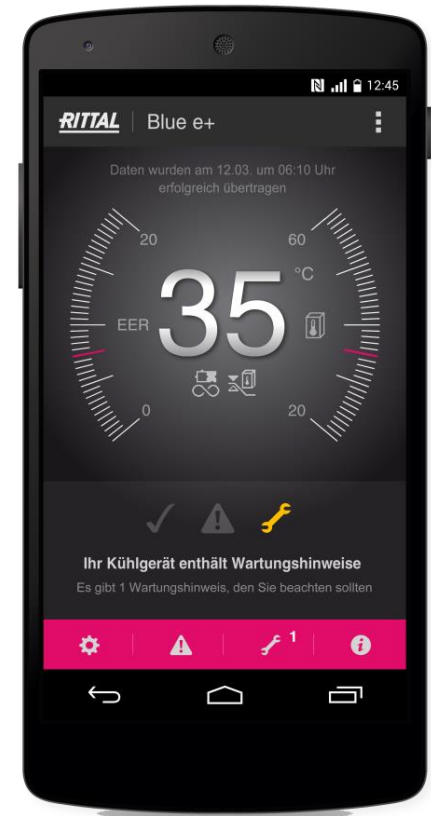 12:45
RITTAL Blue e+
Daten wurden am 12.03. um 06:10 Uhr
erfolgreich übertragen
20 60
35 °C
EER
0 20
Ihr Kühlgerät enthält Wartungshinweise
Es gibt 1 Wartungshinweis, den Sie beachten sollten
1